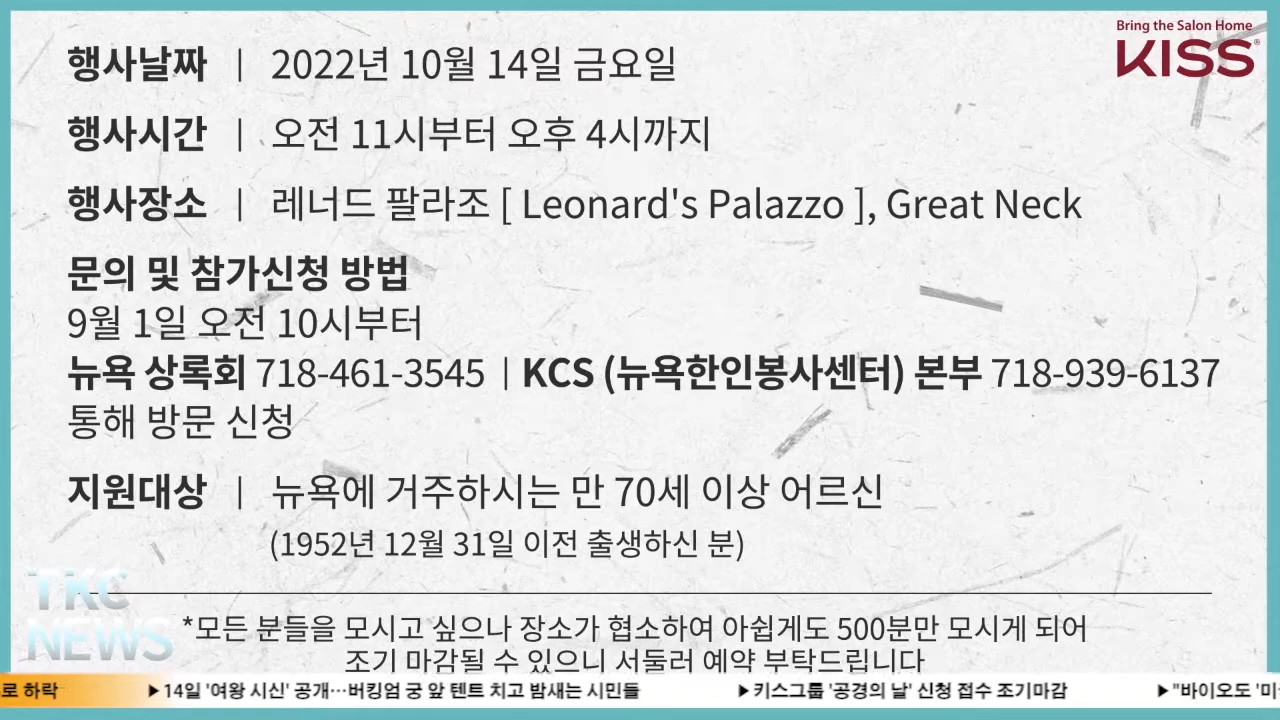 Bring the Salon Home
KISS®
행사날짜 | 2022년 10월 14일 금요일
행사시간 | 오전 11시부터 오후 4시까지
행사장소 | 레너드 팔라조 [ Leonard's Palazzo ], Great Neck
문의 및 참가신청 방법
9월 1일 오전 10시부터
뉴욕 상록회 718-461-3545 | KCS (뉴욕한인봉사센터) 본부 718-939-6137
통해 방문 신청
지원대상 | 뉴욕에 거주하시는 만 70세 이상 어르신
(1952년 12월 31일 이전 출생하신 분)
TKC
NEWS
*모든 분들을 모시고 싶으나 장소가 협소하여 아쉽게도 500분만 모시게 되어
조기 마감될 수 있으니 서둘러 예약 부탁드립니다
로 하락 ▶14일 '여왕 시신' 공개…버킹엄 궁 앞 텐트 치고 밤새는 시민들 ▶키스그룹 '공경의 날' 신청 접수 조기마감 ▶"바이오도 '미